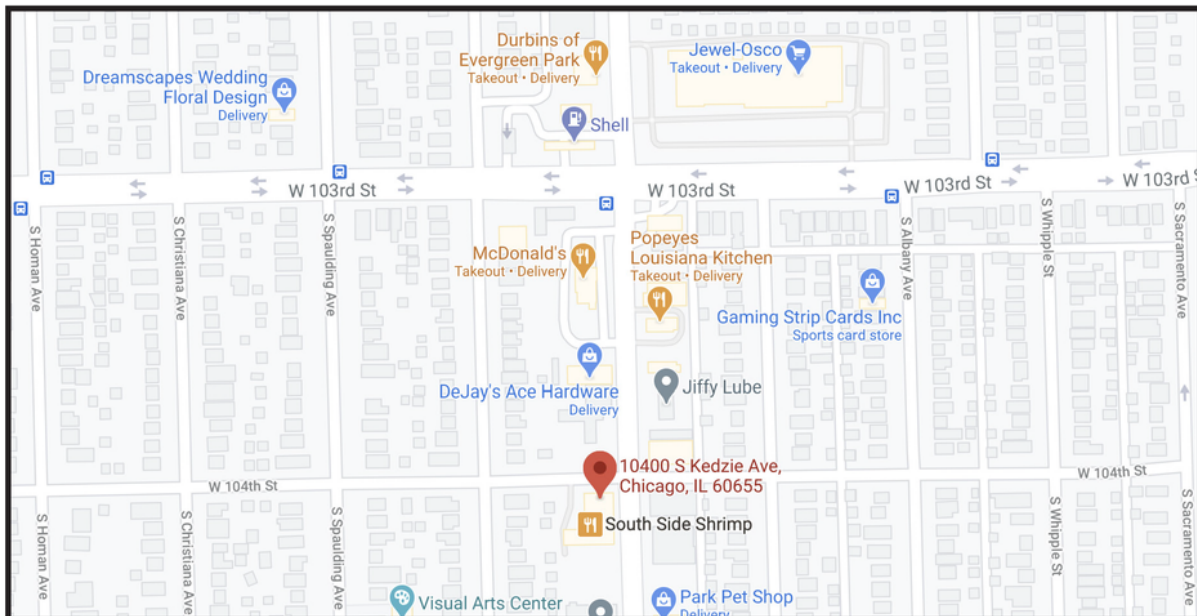 Durbins of
Evergreen Park
Takeout • Delivery
Jewel-Osco
Takeout • Delivery
Dreamscapes Wedding
Floral Design
Delivery
Shell
W 103rd St
W 103rd St
W 103rd St
W 103rd S
S Homan Ave
S Christiana Ave
S Spaulding Ave
S Albany Ave
S Whipple St
S Sacramento Ave
McDonald's
Takeout • Delivery
Popeyes
Louisiana Kitchen
Takeout • Delivery
Gaming Strip Cards Inc
Sports card store
DeJay's Ace Hardware
Delivery
Jiffy Lube
10400 S Kedzie Ave,
Chicago, IL 60655
W 104th St
W 104th St
South Side Shrimp
S Homan Ave
S Christiana Ave
S Spaulding Ave
S Whipple St
S Sacramento Ave
Visual Arts Center
Park Pet Shop
Delivery